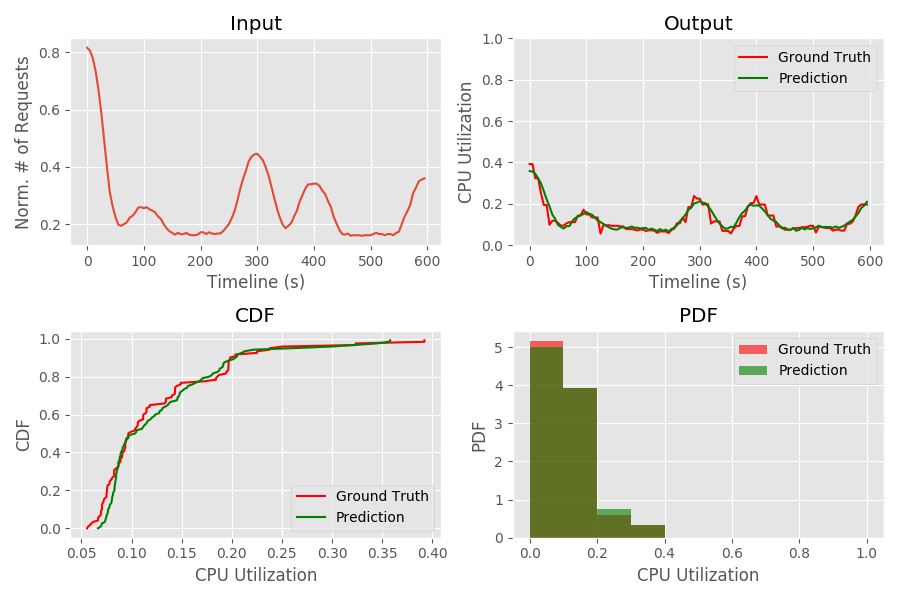 Input
Norm. # of Requests
0.8
0.6
0.4
0.2
0 100 200 300 400 500 600
Timeline (s)
Output
CPU Utilization
1.0
0.8
0.6
0.4
0.2
0.0
Ground Truth
Prediction
0 100 200 300 400 500 600
Timeline (s)
CDF
CDF
1.0
0.8
0.6
0.4
0.2
0.0
Ground Truth
Prediction
0.05 0.10 0.15 0.20 0.25 0.30 0.35 0.40
CPU Utilization
PDF
PDF
5
4
3
2
1
0
Ground Truth
Prediction
0.0 0.2 0.4 0.6 0.8 1.0
CPU Utilization